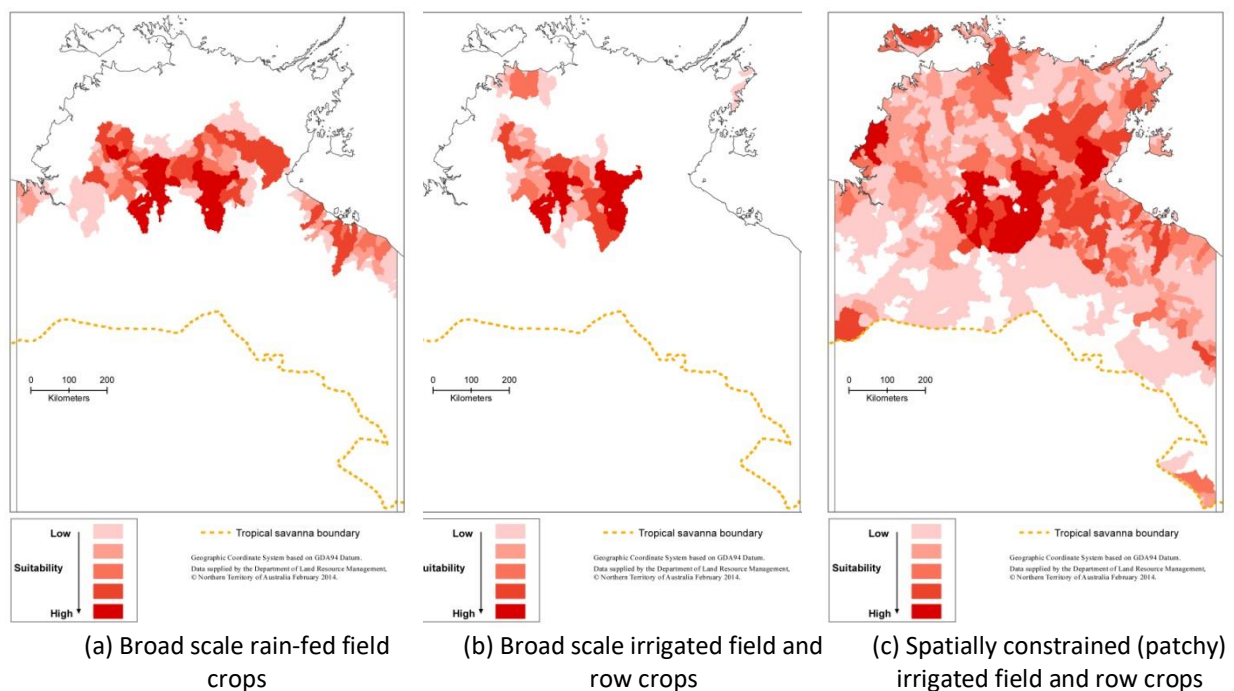 0 100 200
Kilometers
Low
Suitability
High
Tropical savanna boundary
Geographic Coordinate System based on GDA94 Datum.
Data supplied by the Department of Land Resource Management,
© Northern Territory of Australia February 2014.
(a) Broad scale rain-fed field
crops
0 100 200
Kilometers
Low
uitability
High
Tropical savanna boundary
Geographic Coordinate System based on GDA94 Datum.
Data supplied by the Department of Land Resource Management,
© Northern Territory of Australia February 2014.
(b) Broad scale irrigated field and
row crops
0 100 200
Kilometers
Low
Suitability
High
Tropical savanna boundary
Geographic Coordinate System based on GDA94 Datum.
Data supplied by the Department of Land Resource Management,
© Northern Territory of Australia February 2014.
(c) Spatially constrained (patchy)
irrigated field and row crops